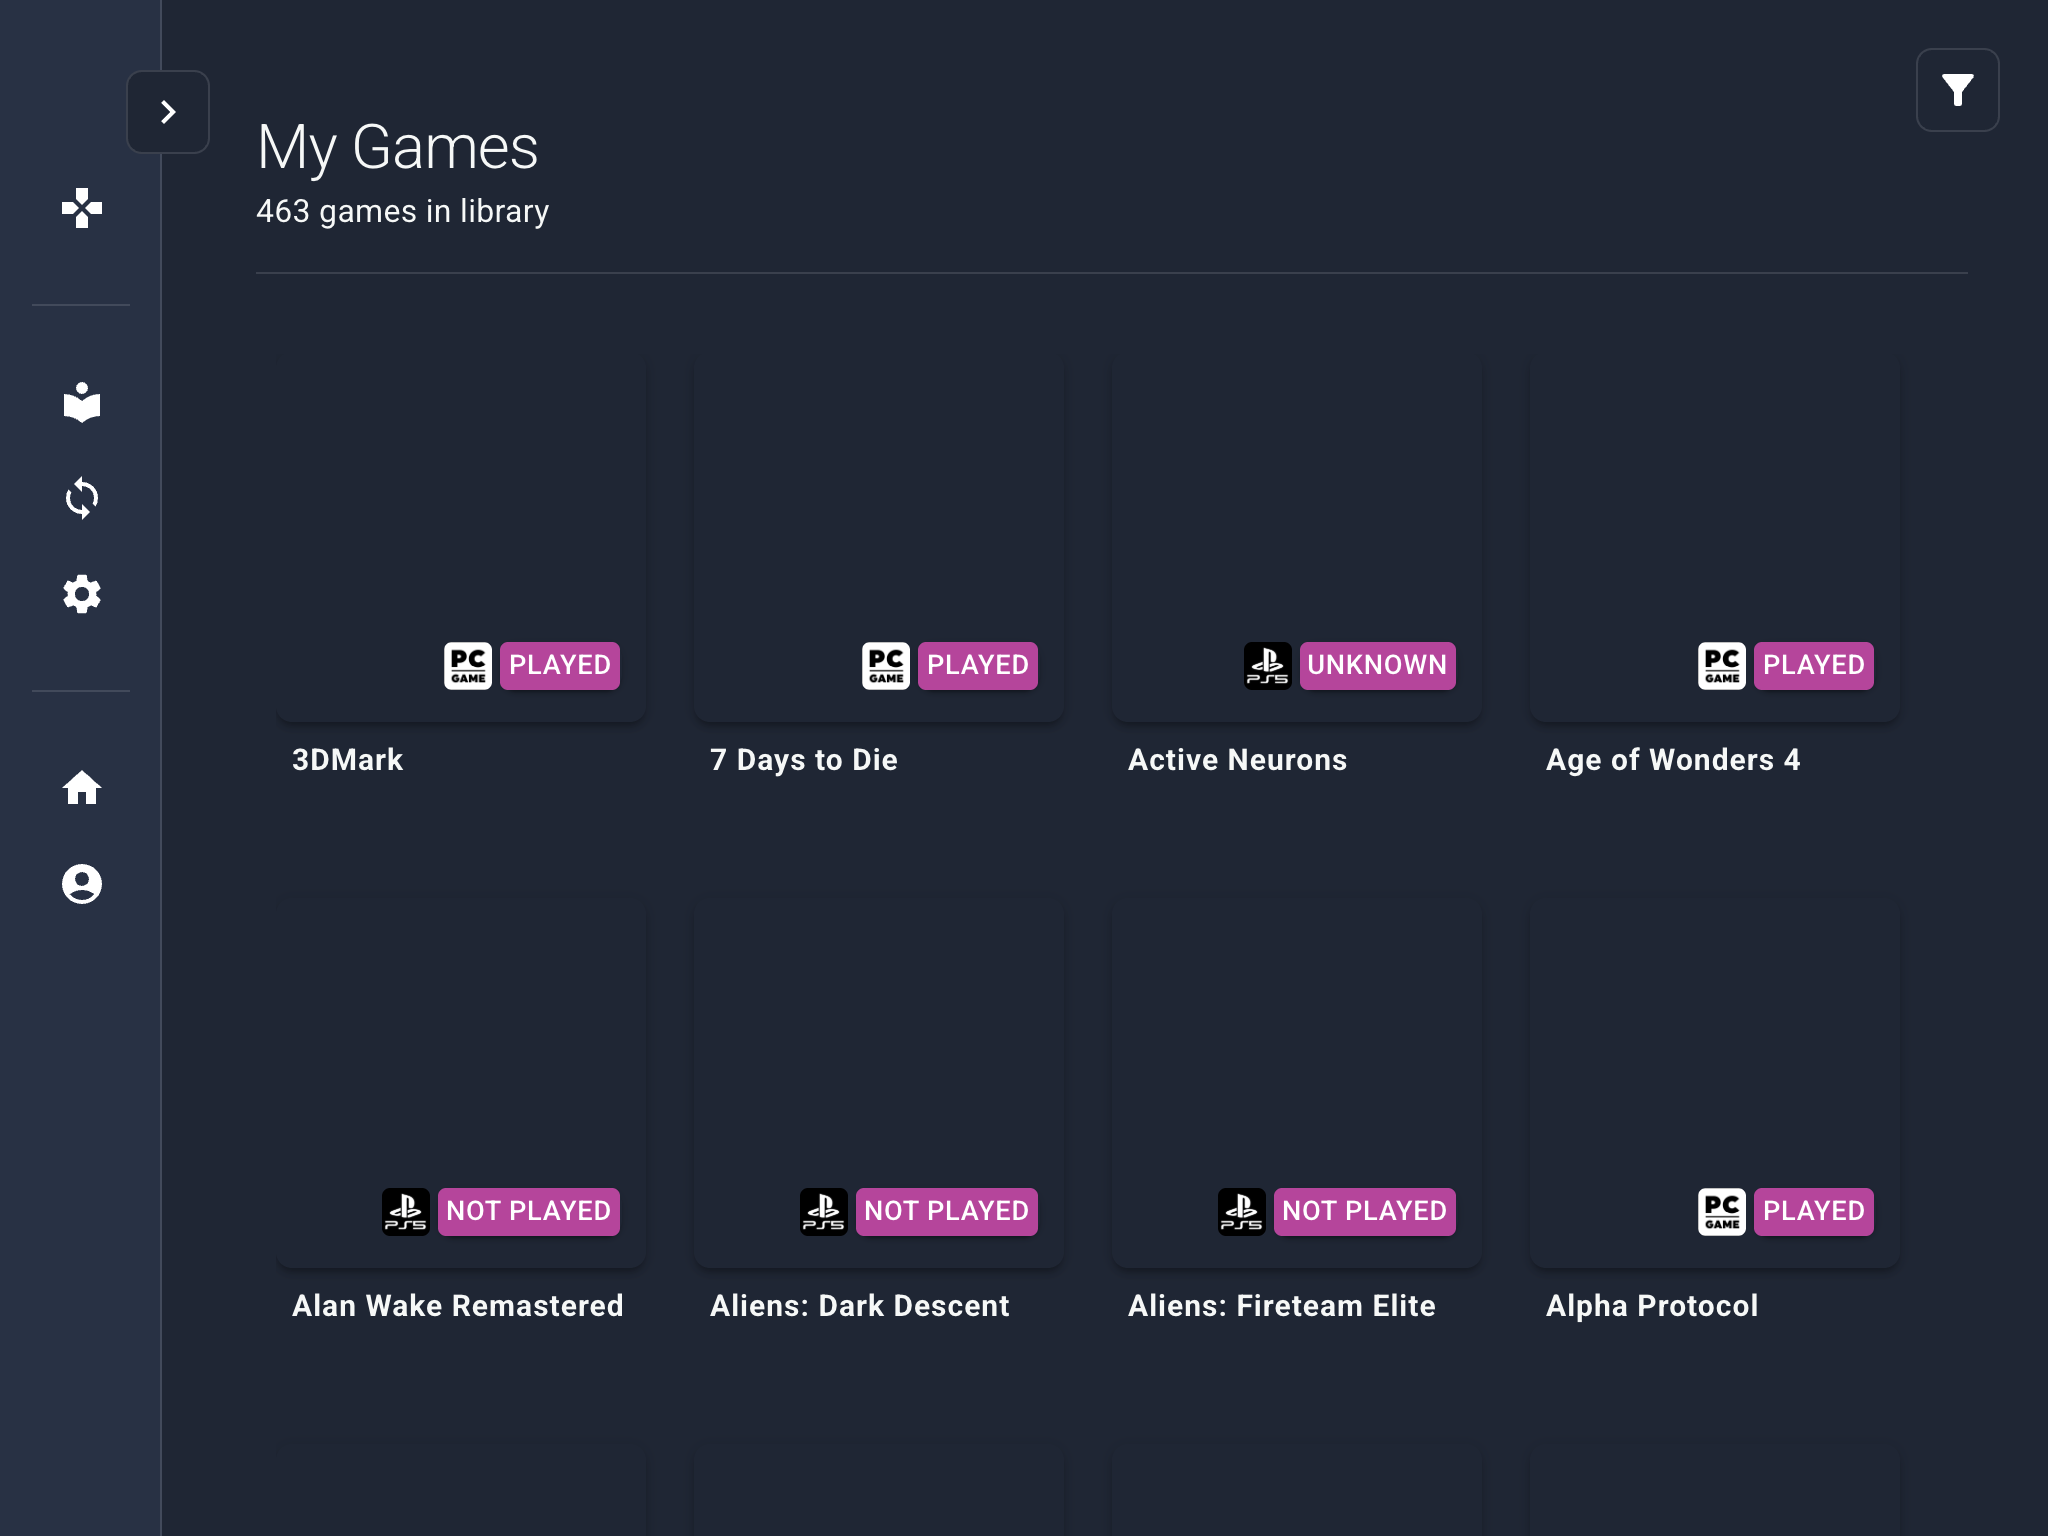 My Games
463 games in library
PC GAME PLAYED
PC GAME PLAYED
PS5 UNKNOWN
PC GAME PLAYED
3DMark
7 Days to Die
Active Neurons
Age of Wonders 4
PS5 NOT PLAYED
PS5 NOT PLAYED
PS5 NOT PLAYED
PC GAME PLAYED
Alan Wake Remastered
Aliens: Dark Descent
Aliens: Fireteam Elite
Alpha Protocol